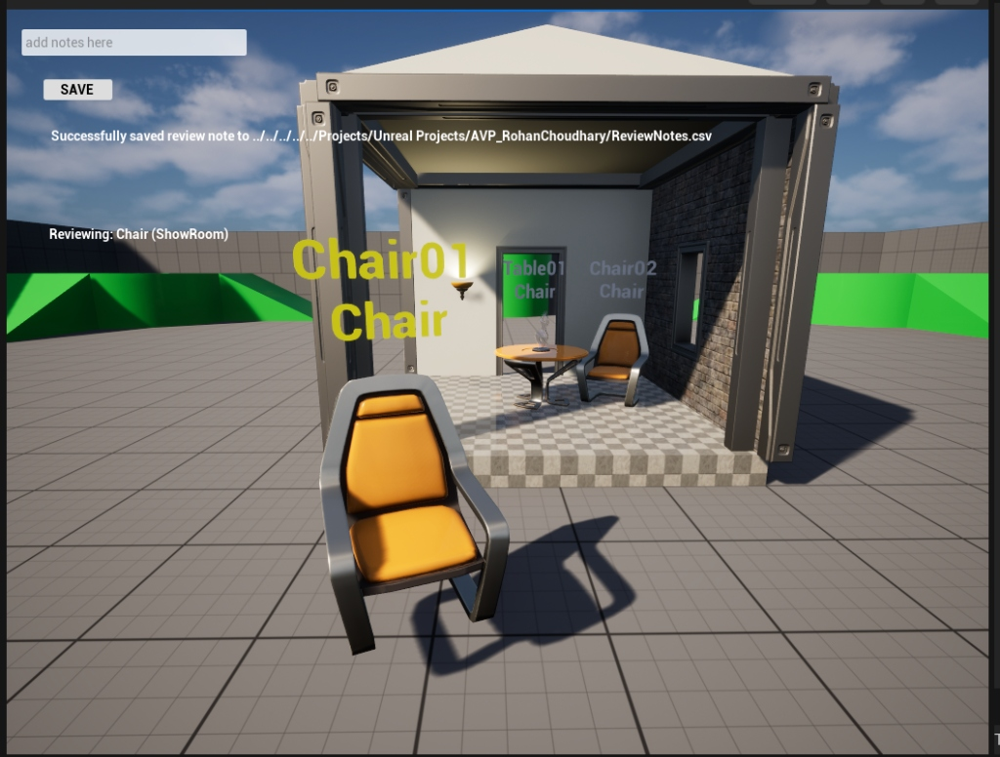 add notes here
SAVE
Successfully saved review note to ../../../../../Projects/Unreal Projects/AVP_RohanChoudhary/ReviewNotes.csv
Reviewing: Chair (ShowRoom)
Chair01
Chair
Table01
Chair
Chair02
Chair